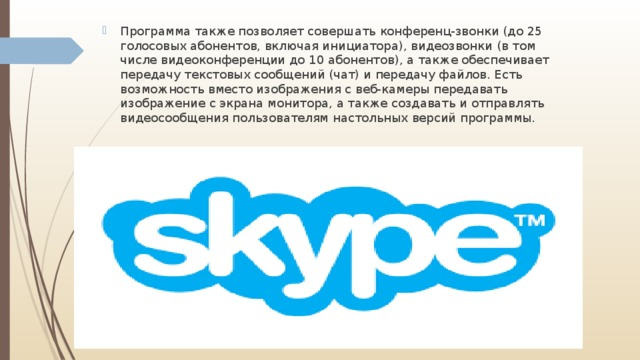 Программа также позволяет совершать конференц-звонки (до 25
голосовых абонентов, включая инициатора), видеозвонки (в том
числе видеоконференции до 10 абонентов), а также обеспечивает
передачу текстовых сообщений (чат) и передачу файлов. Есть
возможность вместо изображения с веб-камеры передавать
изображение с экрана монитора, а также создавать и отправлять
видеосообщения пользователям настольных версий программы.
skype™